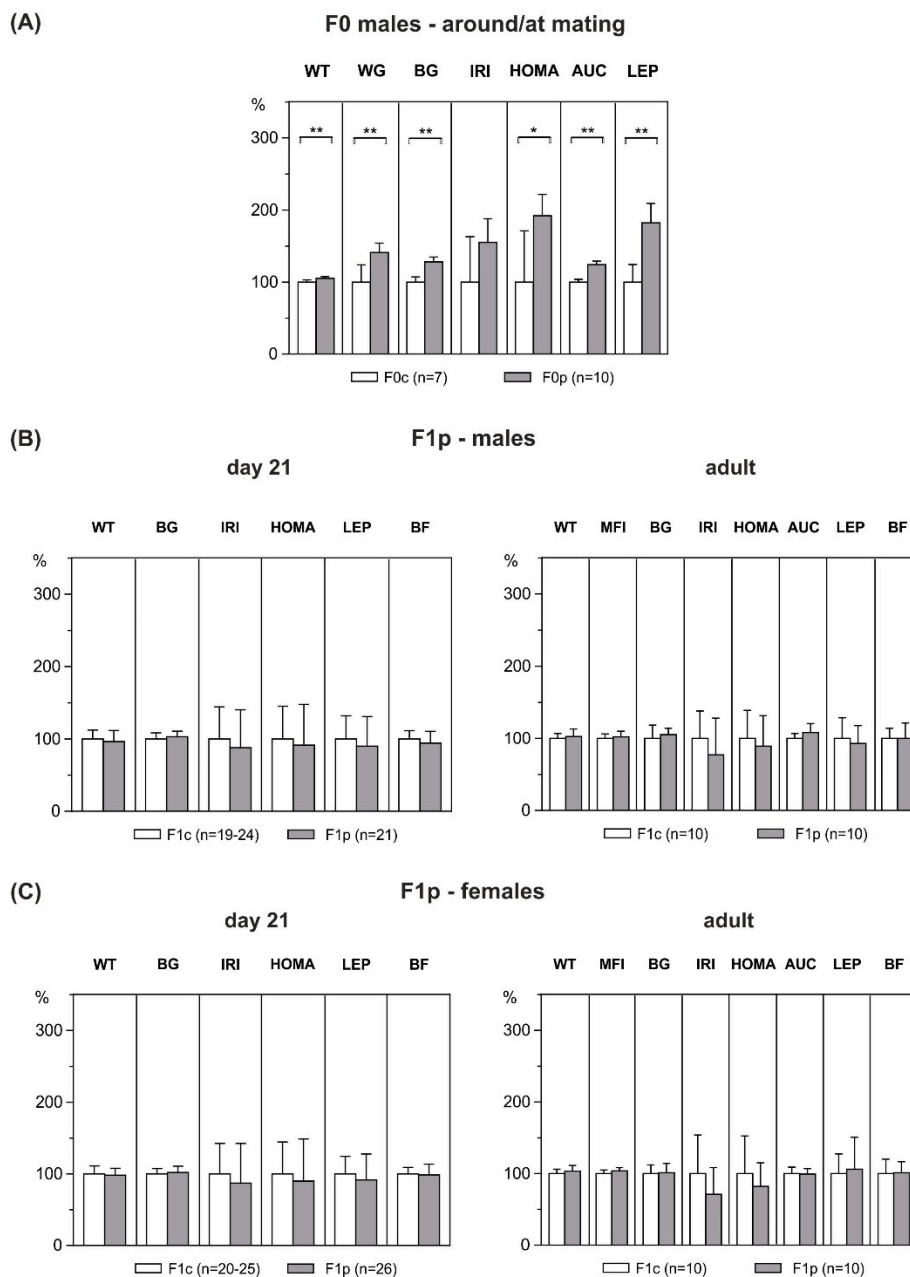 (A)
F0 males - around/at mating
WT WG BG IRI HOMA AUC LEP
%
** ** ** * ** **
300
200
100
0
F0c (n=7) F0p (n=10)
(B)
F1p - males
day 21 adult
WT BG IRI HOMA LEP BF WT MFI BG IRI HOMA AUC LEP BF
% %
300 300
200 200
100 100
0 0
F1c (n=19-24) F1p (n=21) F1c (n=10) F1p (n=10)
(C)
F1p - females
day 21 adult
WT BG IRI HOMA LEP BF WT MFI BG IRI HOMA AUC LEP BF
% %
300 300
200 200
100 100
0 0
F1c (n=20-25) F1p (n=26) F1c (n=10) F1p (n=10)